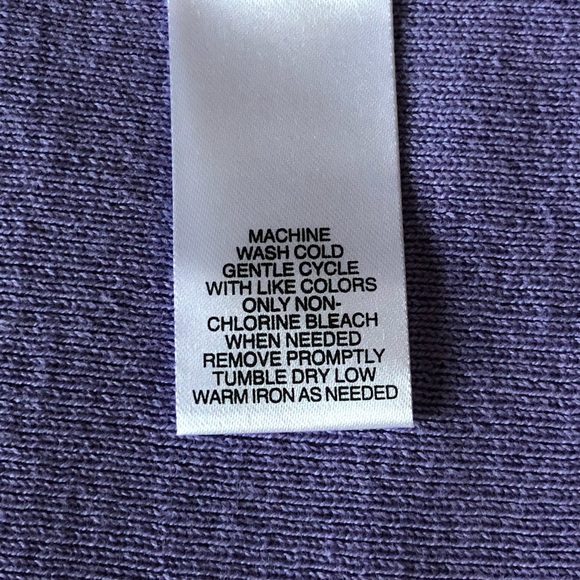 MACHINE
WASH COLD
GENTLE CYCLE
WITH LIKE COLORS
ONLY NON-
CHLORINE BLEACH
WHEN NEEDED
REMOVE PROMPTLY
TUMBLE DRY LOW
WARM IRON AS NEEDED